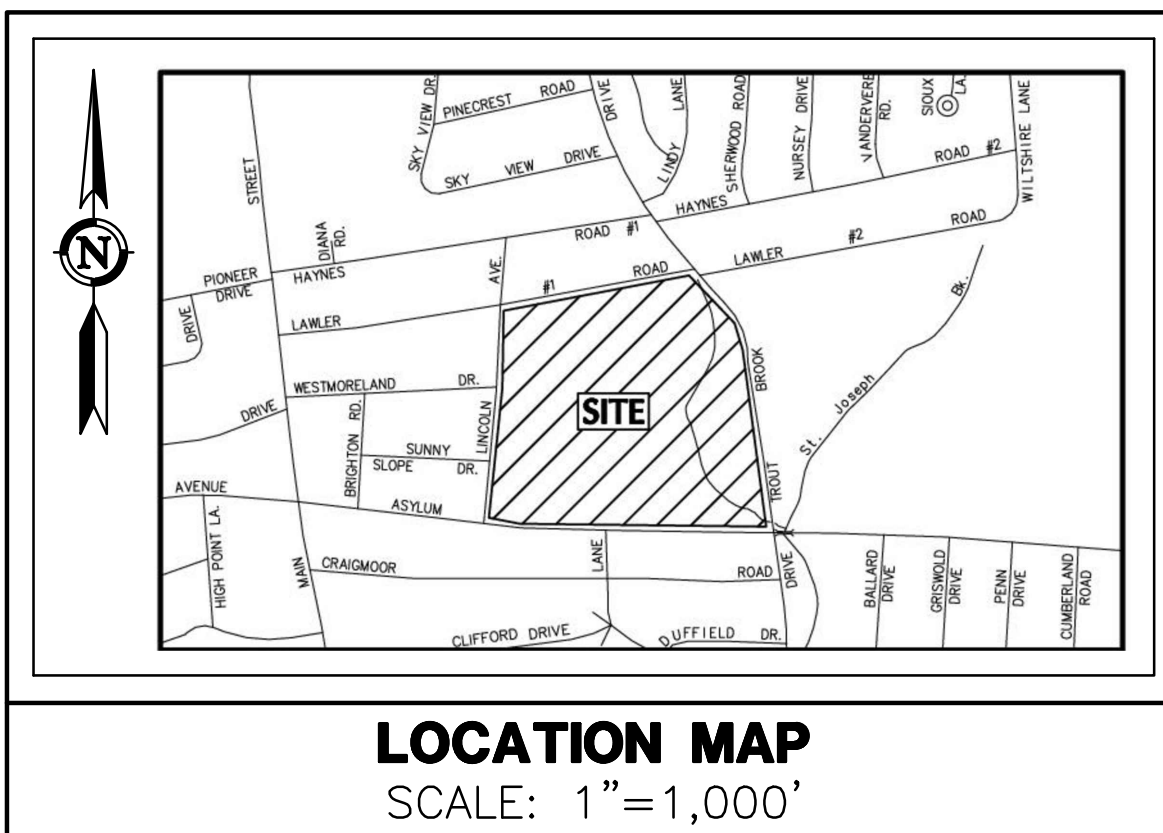 SKY VIEW DR.
PINECREST ROAD
DRIVE
LINDY LANE
SHERWOOD ROAD
NURSEY DRIVE
VANDERVERE
RD.
SIOUX
LA.
WILTSHIRE LANE
SKY VIEW DRIVE
STREET
HAYNES ROAD #2
DIANA
RD.
ROAD #1
PIONEER
DRIVE
HAYNES
N
AVE.
LAWLER #2 ROAD
#1 ROAD
LAWLER
DRIVE
Bk.
WESTMORELAND DR.
BROOK
Joseph
SITE
DRIVE
BRIGHTON RD.
LINCOLN
SUNNY
SLOPE DR.
St.
TROUT
AVENUE
ASYLUM
HIGH POINT LA.
MAIN
CRAIGMOOR ROAD
LANE
DRIVE
BALLARD
DRIVE
GRISWOLD
DRIVE
PENN
DRIVE
CUMBERLAND
ROAD
CLIFFORD DRIVE
DUFFIELD DR.
LOCATION MAP
SCALE: 1"=1,000'